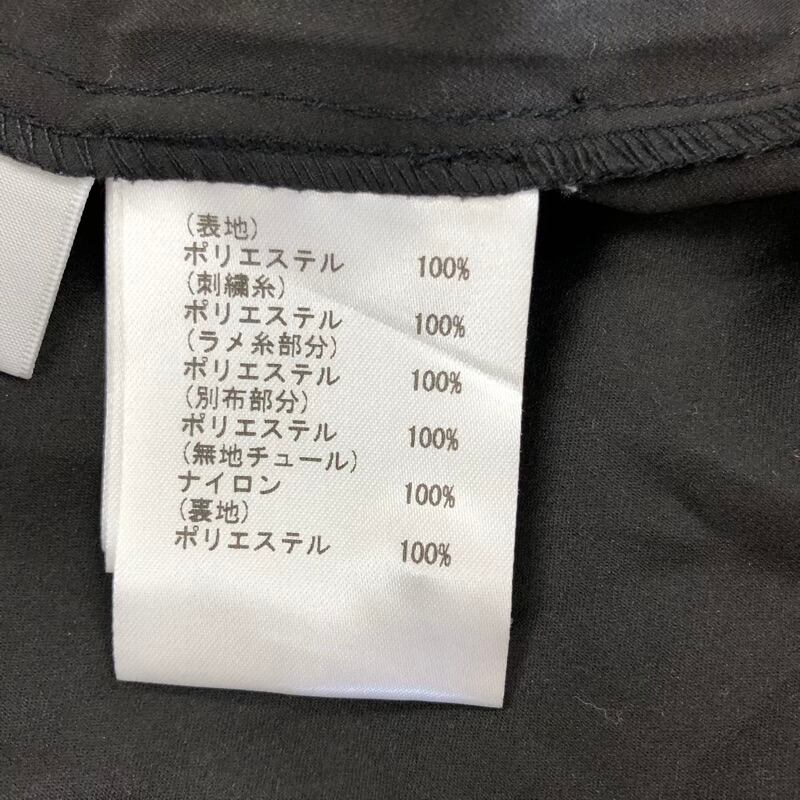 (表地)
ポリエステル 100%
(刺繍糸)
ポリエステル 100%
(ラメ糸部分)
ポリエステル 100%
(別布部分)
ポリエステル 100%
(無地チュール)
ナイロン 100%
(裏地)
ポリエステル 100%